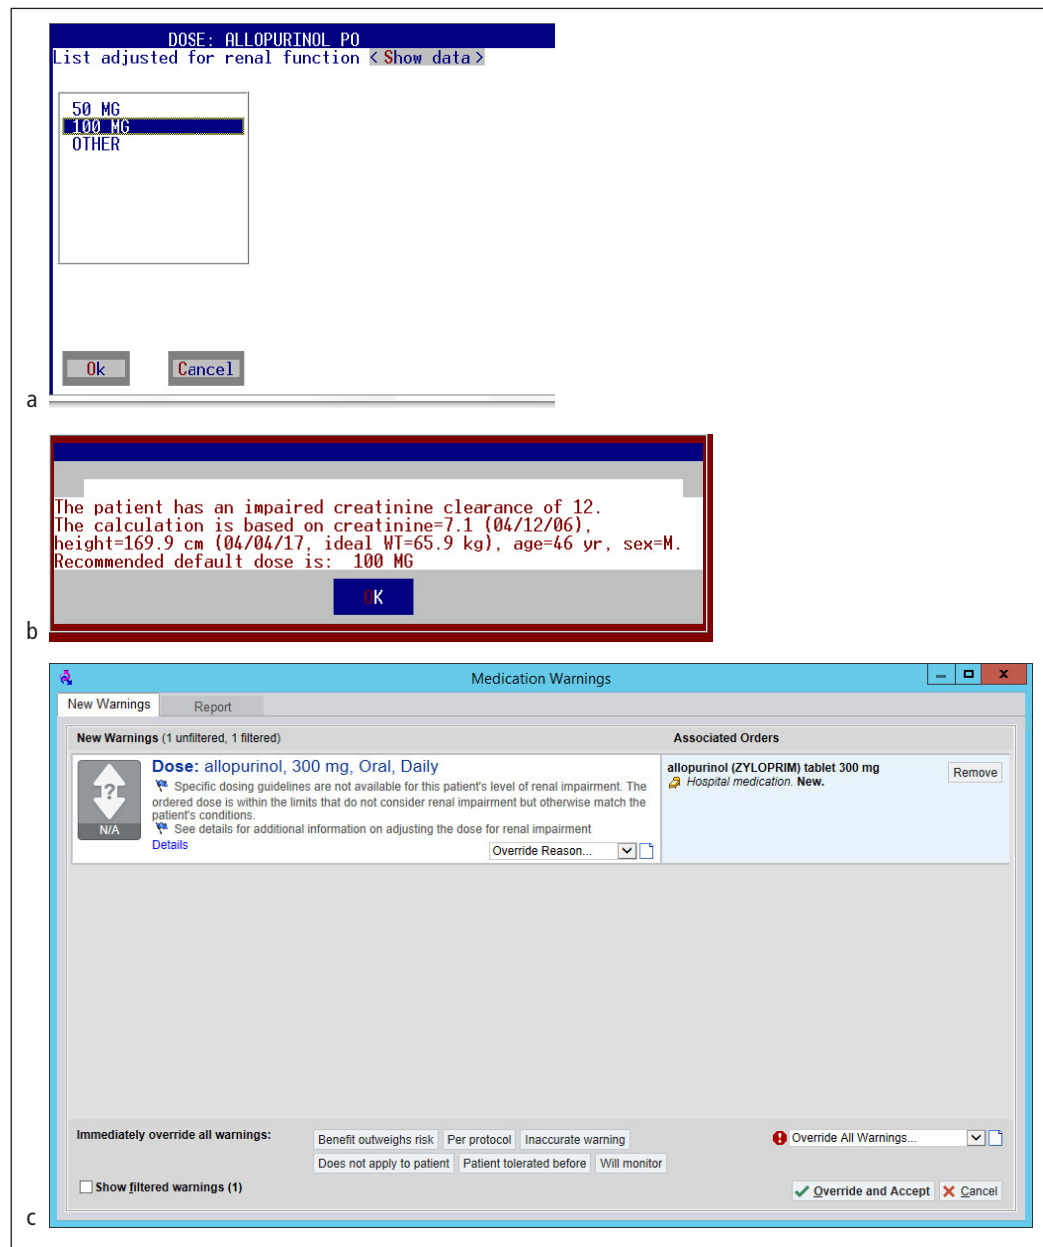 DOSE: ALLOPURINOL PO
List adjusted for renal function <Show data>
50 MG
100 MG
OTHER
Ok Cancel
a
The patient has an impaired creatinine clearance of 12.
The calculation is based on creatinine=7.1 (04/12/06),
height=169.9 cm (04/04/17, ideal WT=65.9 kg), age=46 yr, sex=M.
Recommended default dose is: 100 MG
OK
b
Medication Warnings
New Warnings Report
New Warnings (1 unfiltered, 1 filtered) Associated Orders
Dose: allopurinol, 300 mg, Oral, Daily
Specific dosing guidelines are not available for this patient's level of renal impairment. The
ordered dose is within the limits that do not consider renal impairment but otherwise match the
patient's conditions.
See details for additional information on adjusting the dose for renal impairment
Details
?
N/A
Override Reason...
allopurinol (ZYLOPRIM) tablet 300 mg
Hospital medication. New.
Remove
Immediately override all warnings:
Benefit outweighs risk Per protocol Inaccurate warning
Does not apply to patient Patient tolerated before Will monitor
Override All Warnings...
Show filtered warnings (1)
Override and Accept Cancel
c